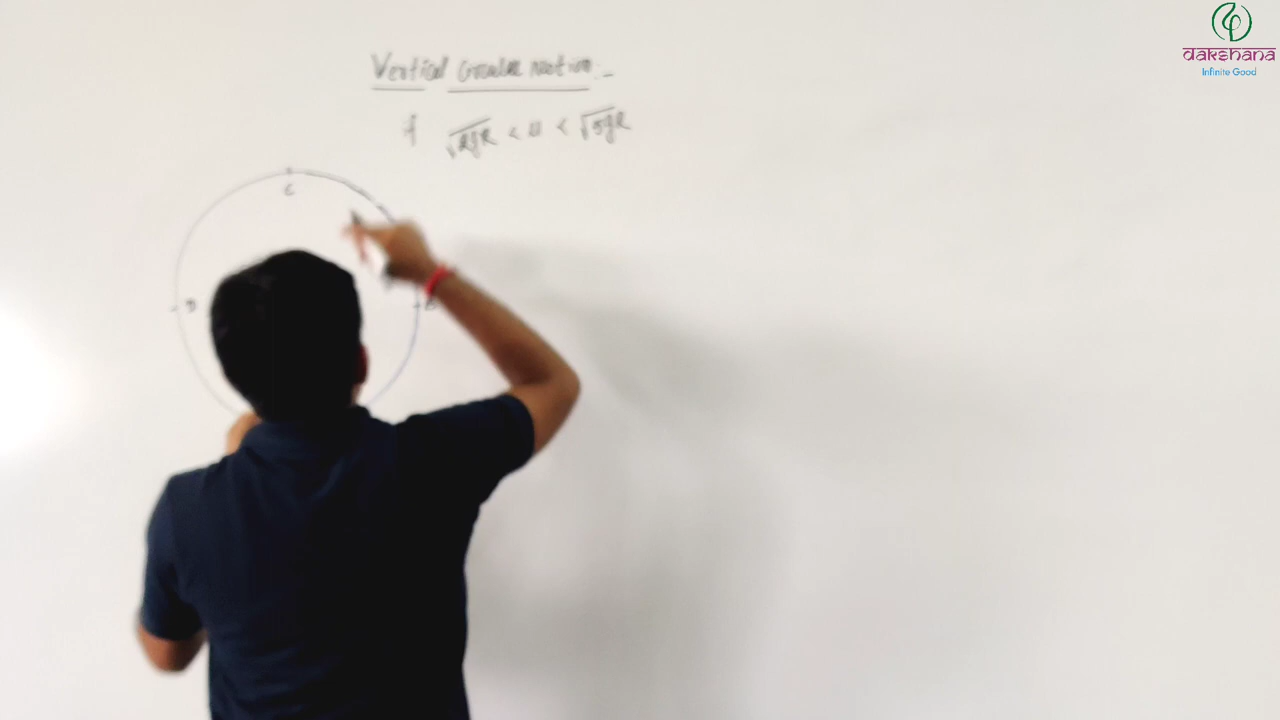 Vertical Circular motion:-
if √2gR < u < √5gR
C
D
B
dakshana
Infinite Good